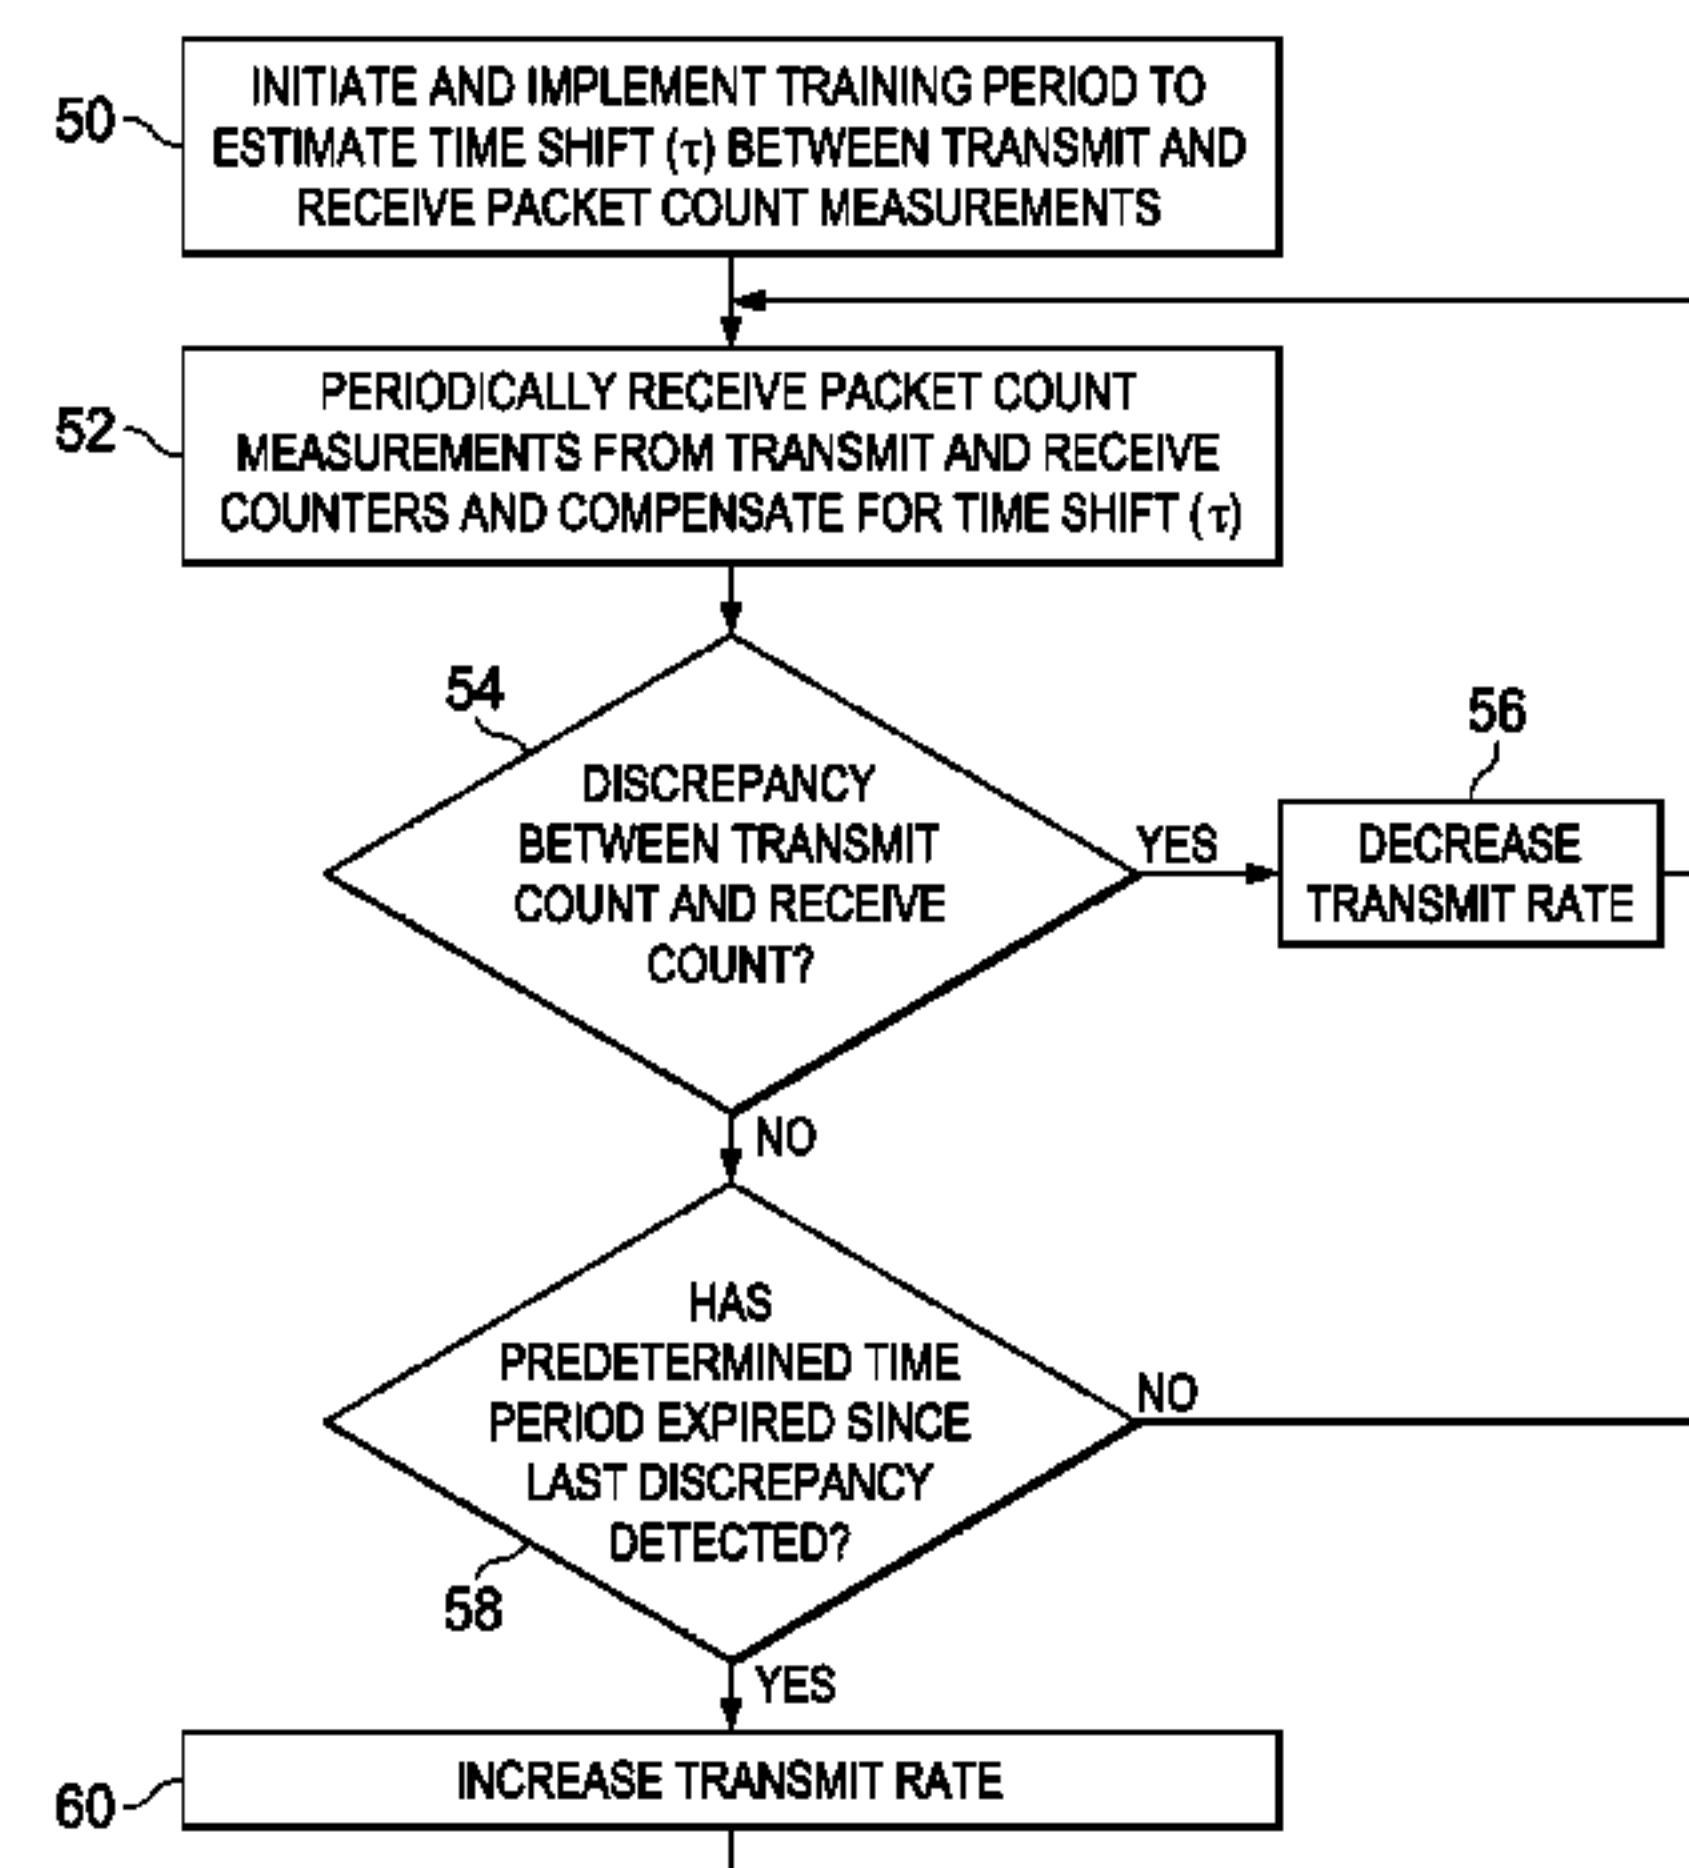 50
INITIATE AND IMPLEMENT TRAINING PERIOD TO
ESTIMATE TIME SHIFT (τ) BETWEEN TRANSMIT AND
RECEIVE PACKET COUNT MEASUREMENTS
52
PERIODICALLY RECEIVE PACKET COUNT
MEASUREMENTS FROM TRANSMIT AND RECEIVE
COUNTERS AND COMPENSATE FOR TIME SHIFT (τ)
54
DISCREPANCY
BETWEEN TRANSMIT
COUNT AND RECEIVE
COUNT?
YES
56
DECREASE
TRANSMIT RATE
NO
HAS
PREDETERMINED TIME
PERIOD EXPIRED SINCE
LAST DISCREPANCY
DETECTED?
58
NO
YES
60
INCREASE TRANSMIT RATE